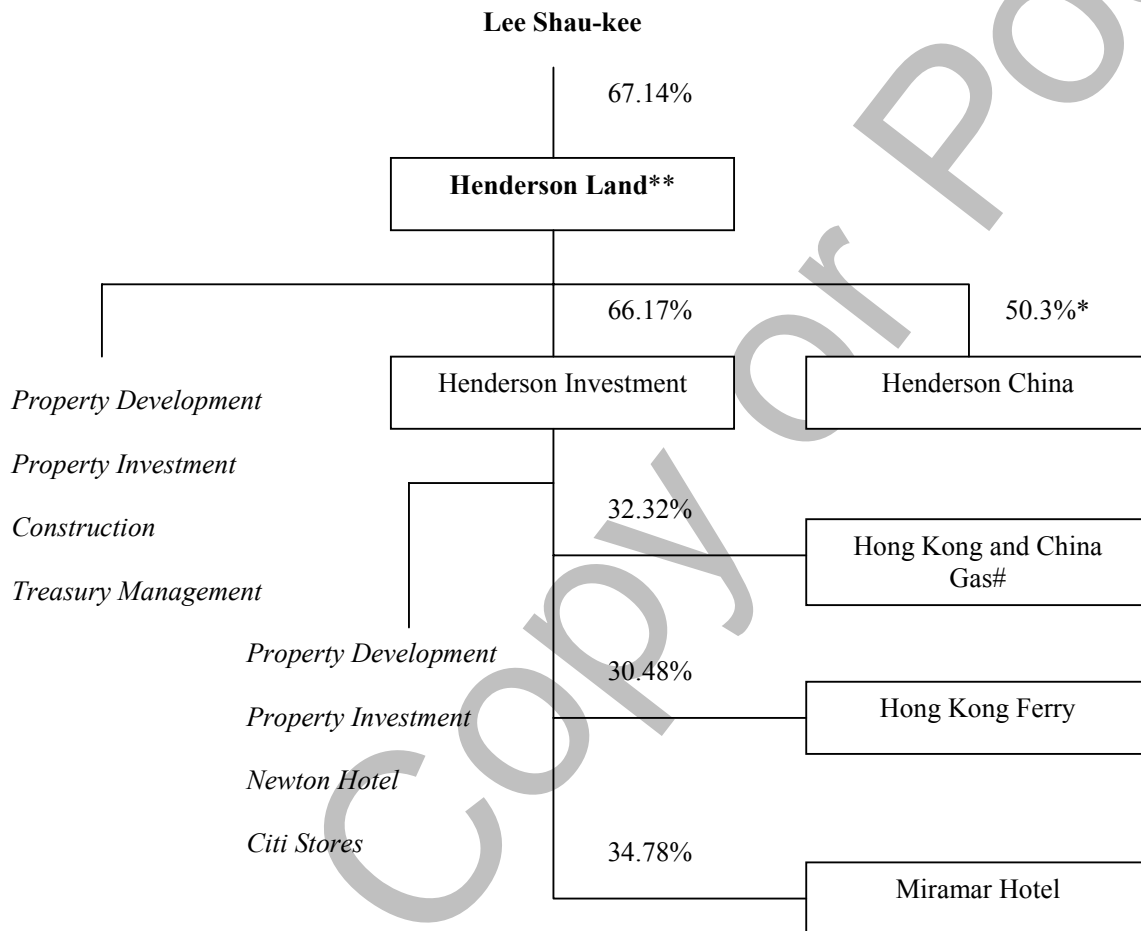 Lee Shau-kee
67.14%
Henderson Land**
66.17%
50.3%*
Henderson Investment
Henderson China
Property Development
Property Investment
Construction
Treasury Management
32.32%
Hong Kong and China
Gas#
Property Development
Property Investment
Newton Hotel
Citi Stores
30.48%
Hong Kong Ferry
34.78%
Miramar Hotel
Copy or Po